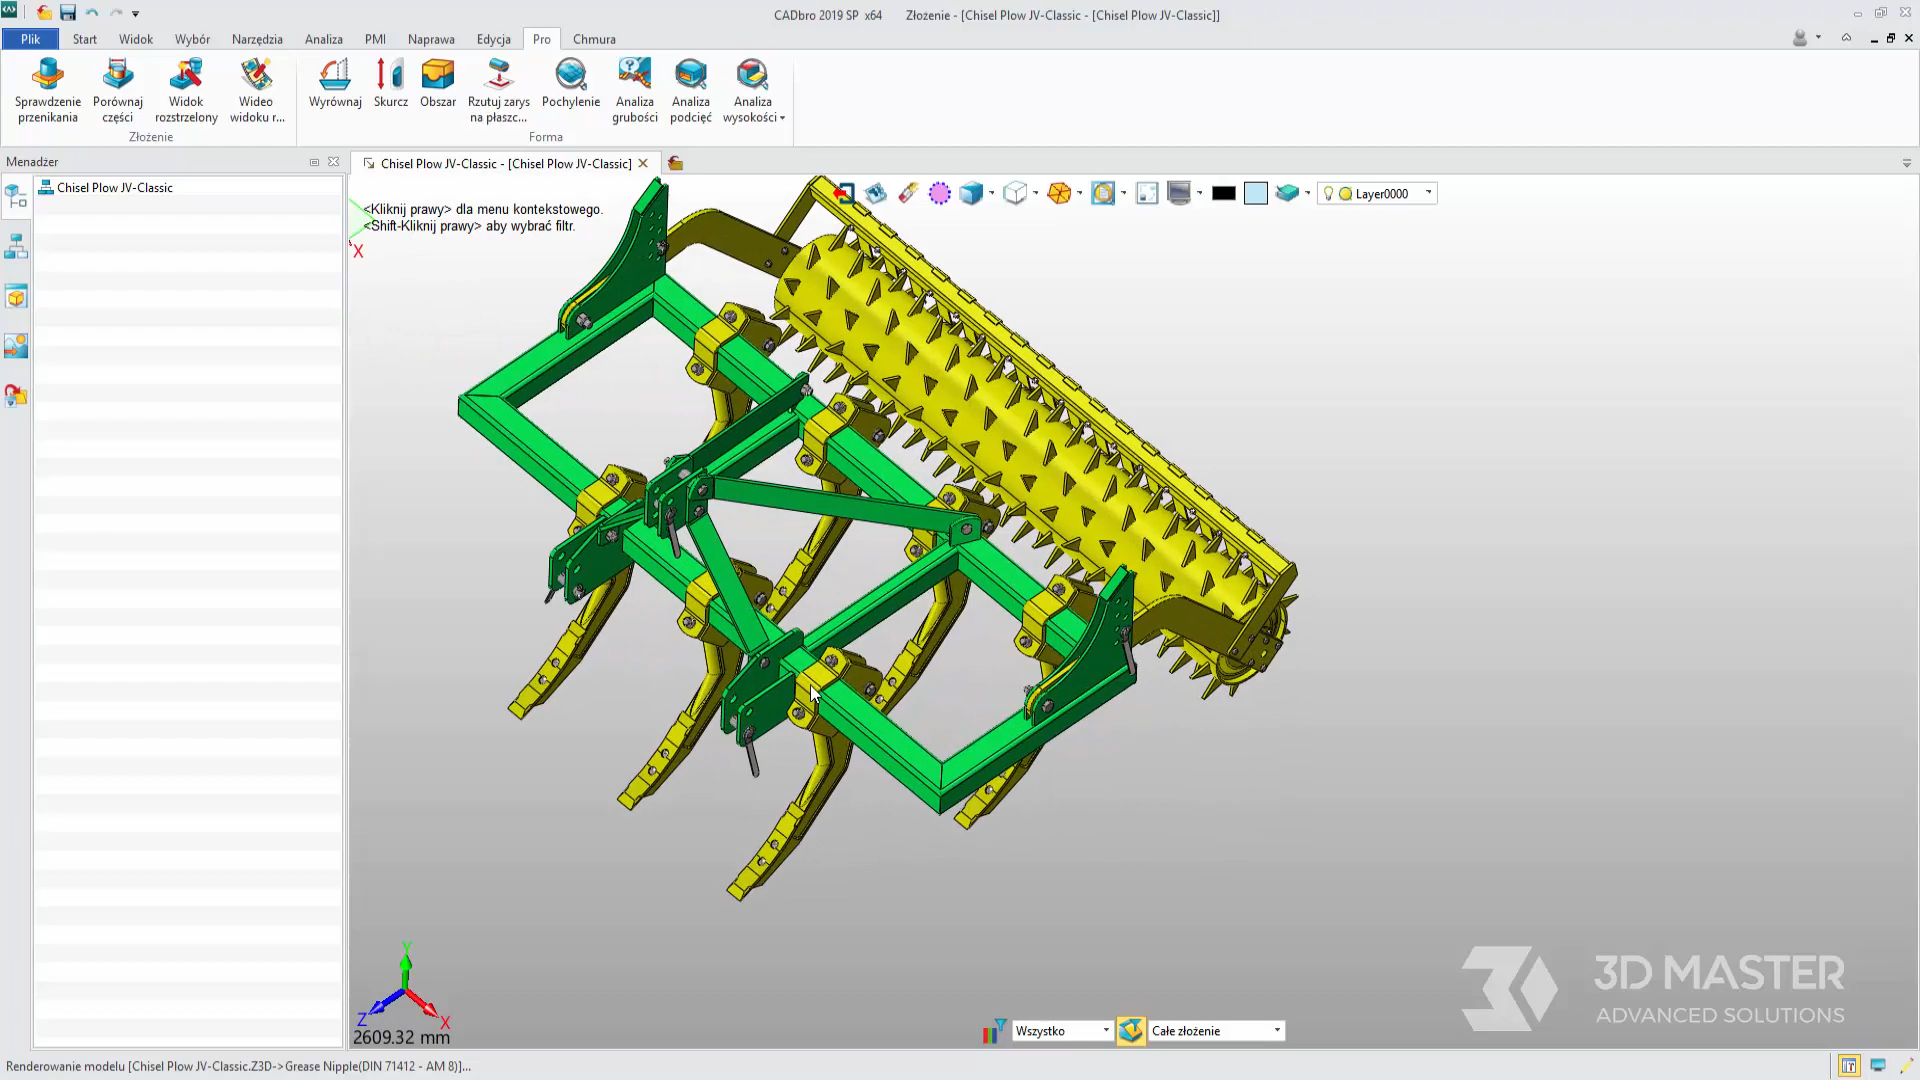 CADbro 2019 SP x64 Złożenie - [Chisel Plow JV-Classic - [Chisel Plow JV-Classic]]
Plik Start Widok Wybór Narzędzia Analiza PMI Naprawa Edycja Pro Chmura
Sprawdzenie przenikania
Porównaj części
Widok rozstrzelony
Wideo widoku r...
Wyrównaj
Skurcz
Obszar
Rzutuj zarys na płaszc...
Pochylenie
Analiza grubości
Analiza podcięć
Analiza wysokości
Złożenie
Forma
Menadżer
Chisel Plow JV-Classic - [Chisel Plow JV-Classic]
Chisel Plow JV-Classic
<Kliknij prawy> dla menu kontekstowego.
<Shift-Kliknij prawy> aby wybrać filtr.
X
Layer0000
Y
Z
X
2609.32 mm
3D MASTER
ADVANCED SOLUTIONS
Wszystko
Całe złożenie
Renderowanie modelu [Chisel Plow JV-Classic.Z3D->Grease Nipple(DIN 71412 - AM 8)]...